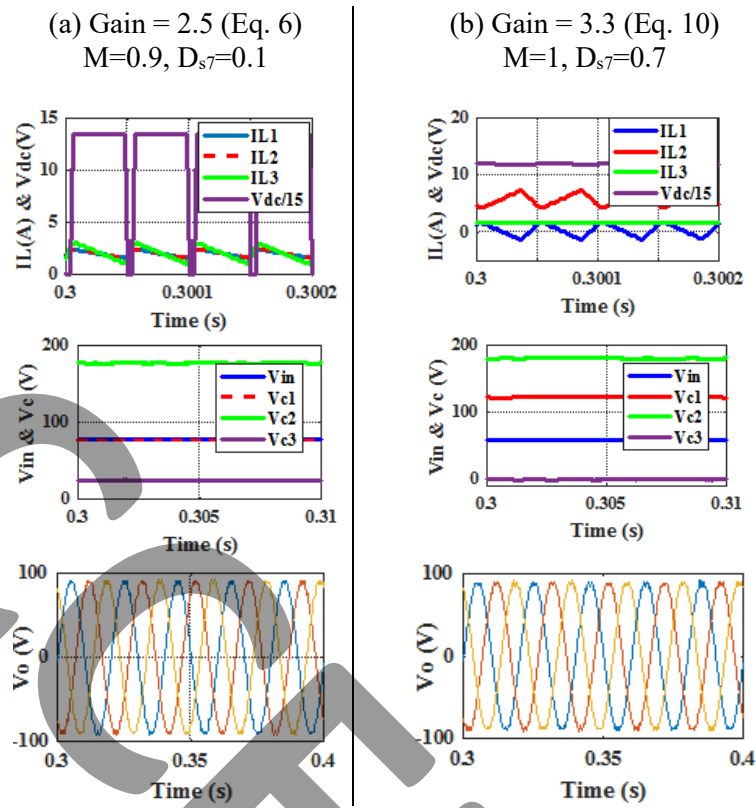 (a) Gain = 2.5 (Eq. 6)
M=0.9, Ds7=0.1
15
10
5
0
IL(A) & Vdc(V)
IL1
IL2
IL3
Vdc/15
0.3
0.3001
0.3002
Time (s)
200
100
0
Vin & Vc (V)
Vin
Vc1
Vc2
Vc3
0.3
0.305
0.31
Time (s)
100
0
-100
Vo (V)
0.3
0.35
0.4
Time (s)
(b) Gain = 3.3 (Eq. 10)
M=1, Ds7=0.7
20
10
0
IL(A) & Vdc(V)
IL1
IL2
IL3
Vdc/15
0.3
0.3001
0.3002
Time (s)
200
100
0
Vin & Vc (V)
Vin
Vc1
Vc2
Vc3
0.3
0.305
0.31
Time (s)
100
0
-100
Vo (V)
0.3
0.35
0.4
Time (s)